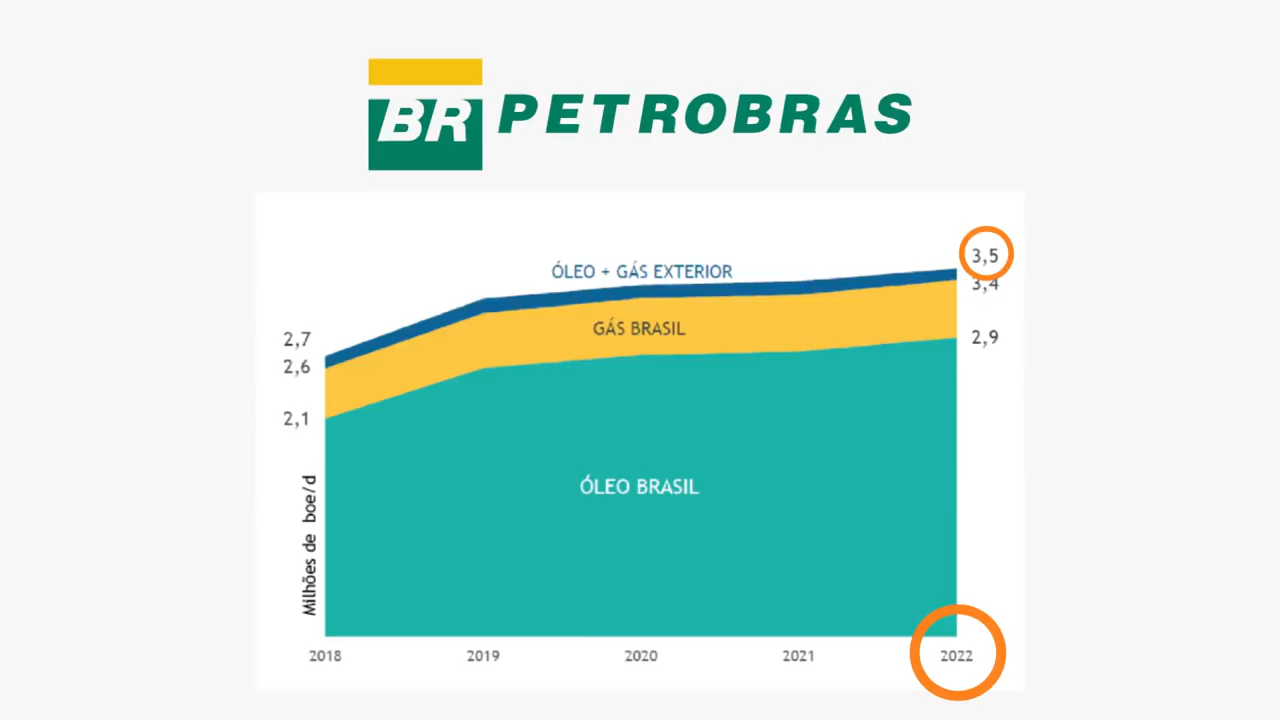 BR PETROBRAS
3,5
ÓLEO + GÁS EXTERIOR
3,4
GÁS BRASIL
2,7
2,9
2,6
2,1
ÓLEO BRASIL
Milhões de boe/d
2018 2019 2020 2021 2022